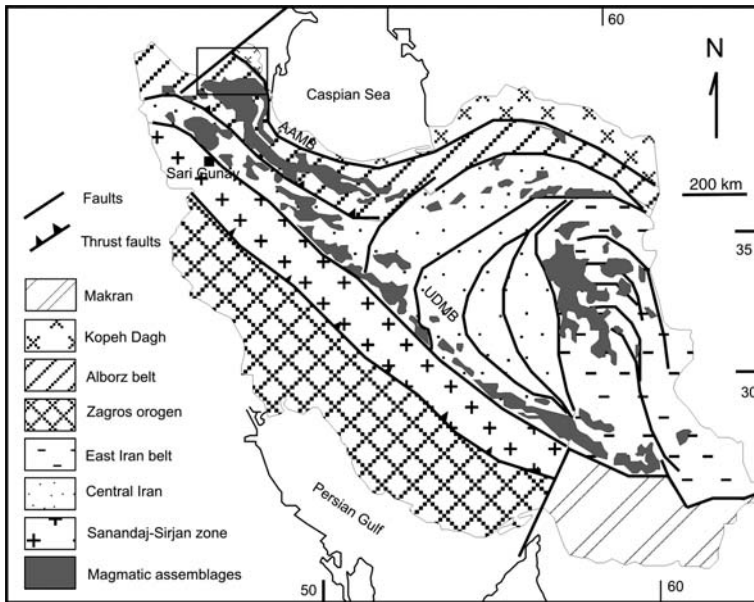 60
N
Caspian Sea
AAMB
Sari Gunay
200 km
Faults
Thrust faults
35
Makran
Kopeh Dagh
UDMB
Alborz belt
30
Zagros orogen
East Iran belt
Central Iran
Persian Gulf
Sanandaj-Sirjan zone
Magmatic assemblages
50
60